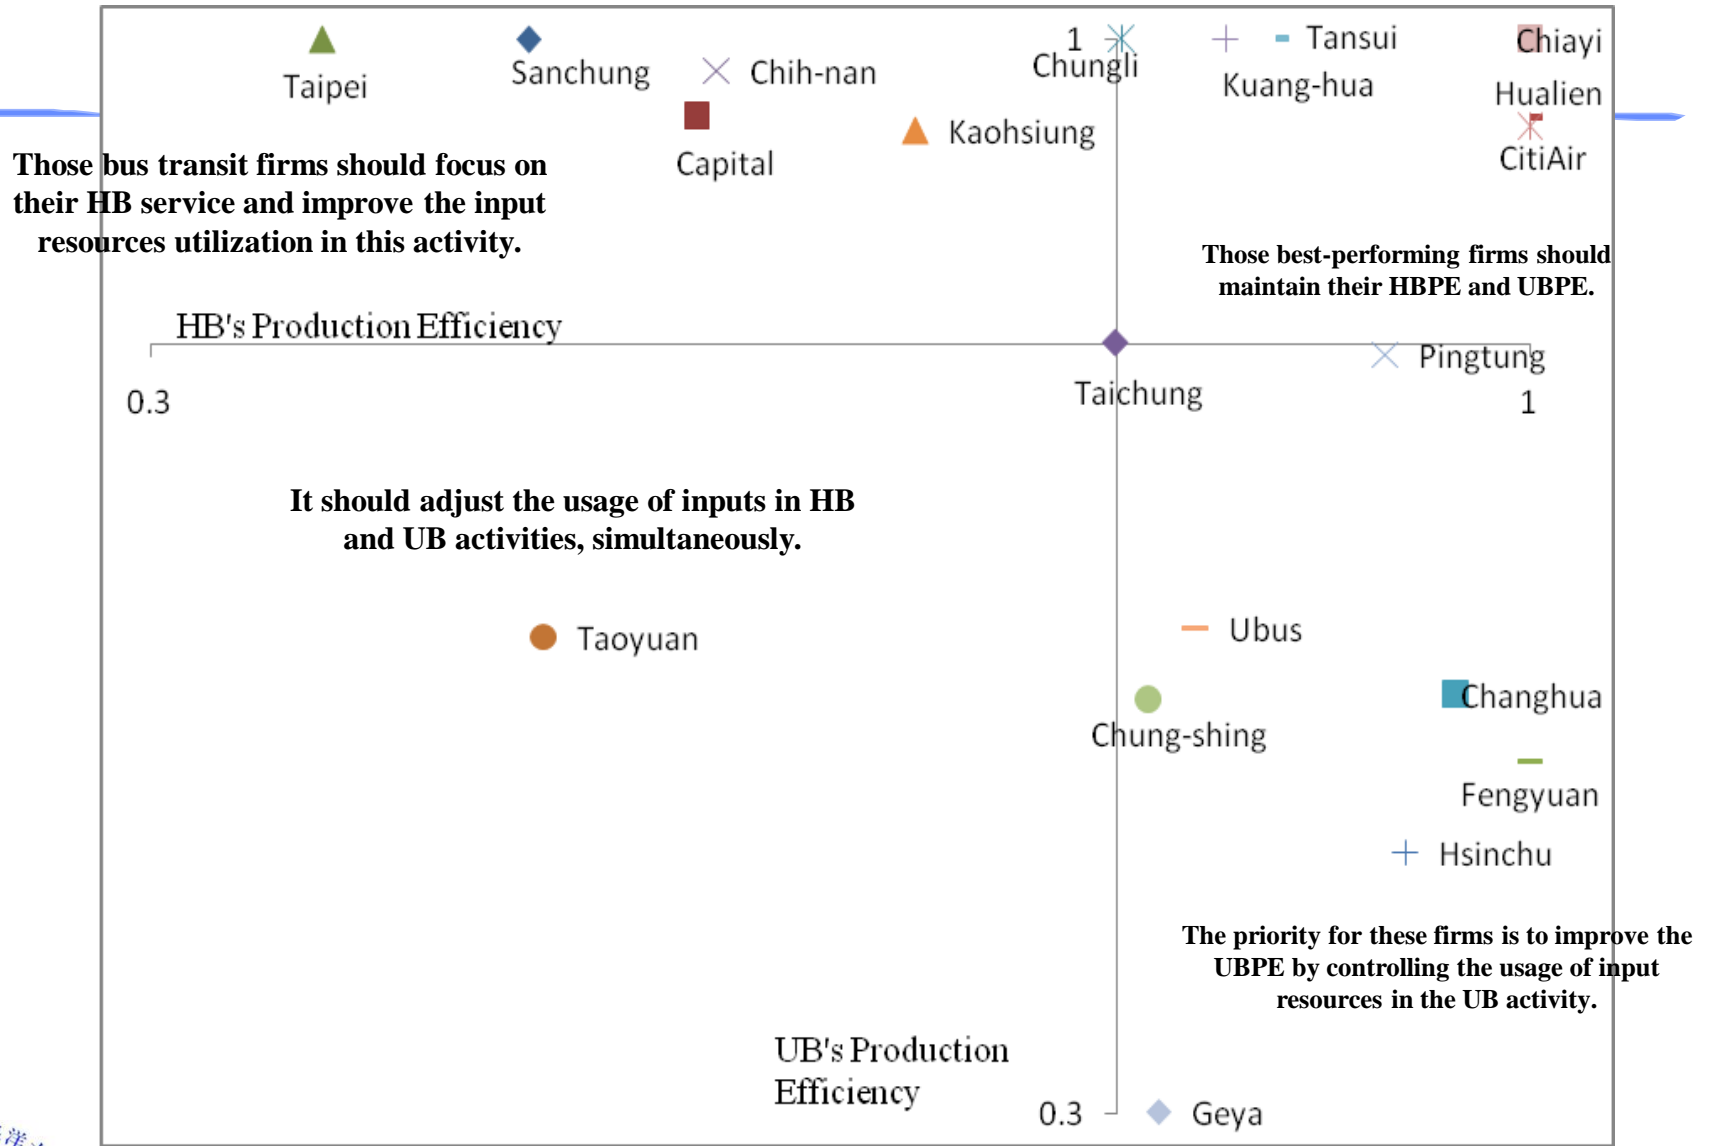 1
Tansui
Chiayi
Chungli
Taipei
Sanchung
Chih-nan
Kuang-hua
Hualien
Kaohsiung
Capital
CitiAir
Those bus transit firms should focus on
their HB service and improve the input
resources utilization in this activity.
Those best-performing firms should
maintain their HBPE and UBPE.
HB's Production Efficiency
Pingtung
0.3
Taichung
1
It should adjust the usage of inputs in HB
and UB activities, simultaneously.
Taoyuan
Ubus
Changhua
Chung-shing
Fengyuan
Hsinchu
The priority for these firms is to improve the
UBPE by controlling the usage of input
resources in the UB activity.
UB's Production
Efficiency
0.3
Geya